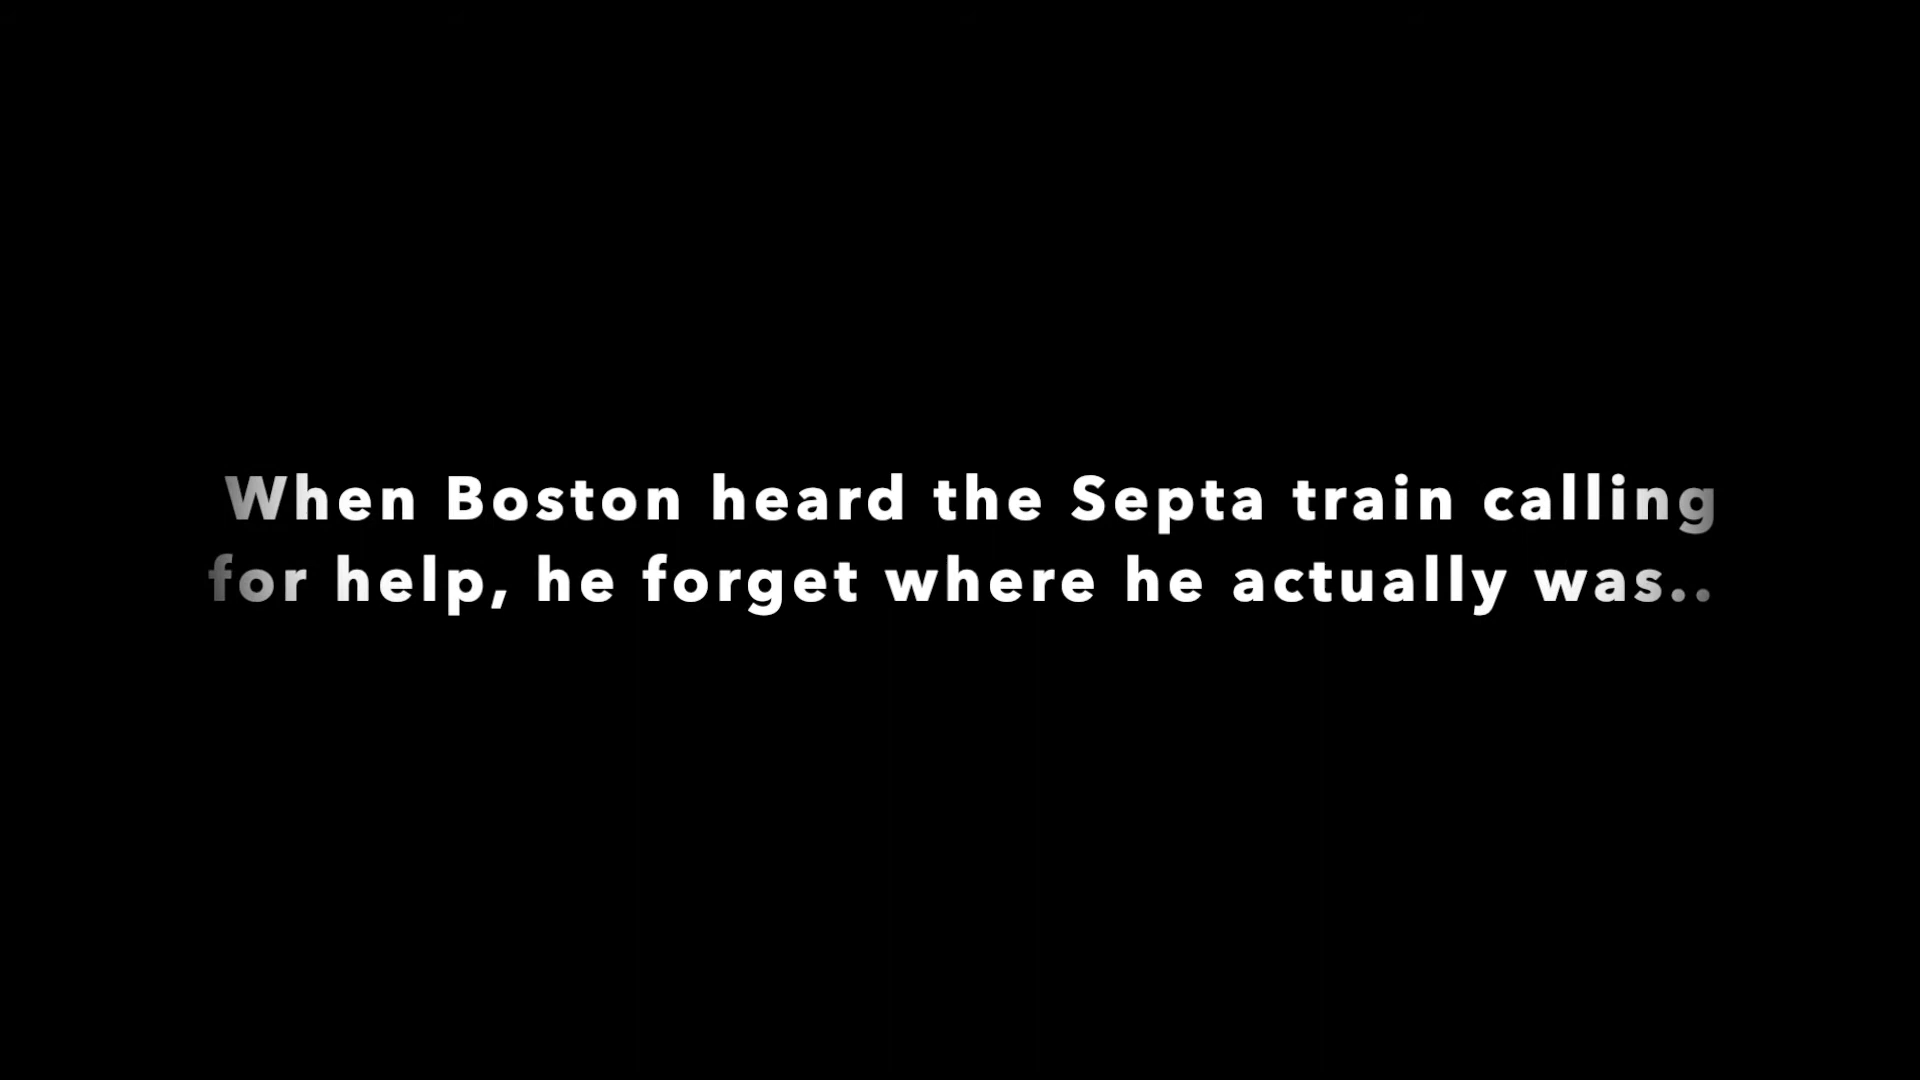 When Boston heard the Septa train calling
for help, he forget where he actually was..